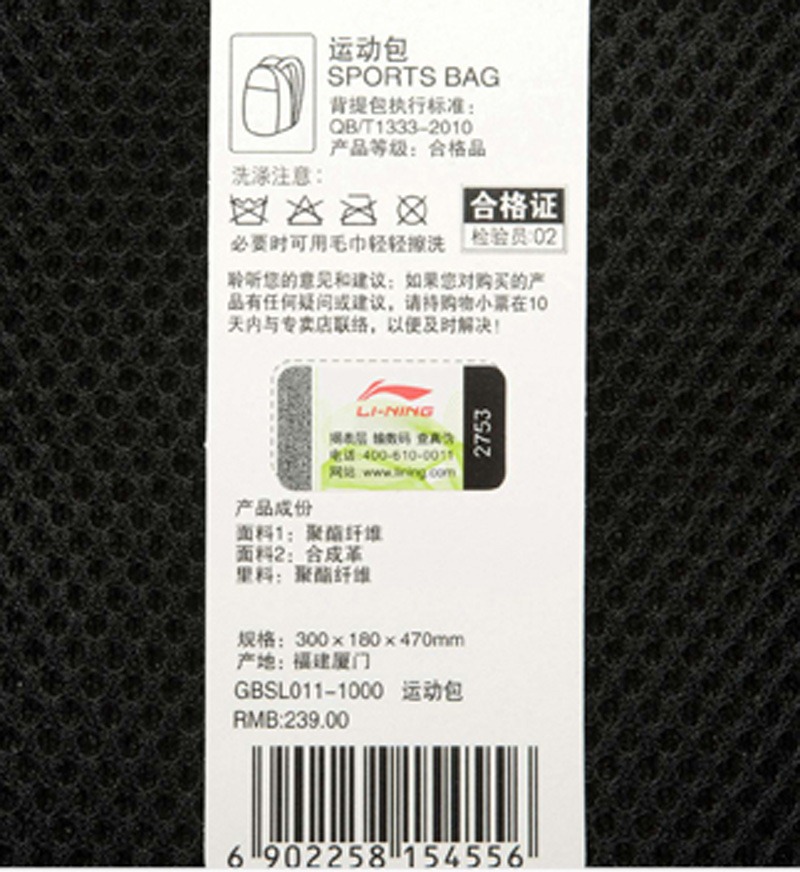 运动包
SPORTS BAG
背提包执行标准：
QB/T1333-2010
产品等级：合格品
洗涤注意：
必要时可用毛巾轻轻擦洗
合格证
检验员:02
聆听您的意见和建议：如果您对购买的产
品有任何疑问或建议，请持购物小票在10
天内与专卖店联络，以便及时解决！
LI-NING
揭表层 输数码 查真伪
电话:400-610-0011
网站:www.lining.com
2753
产品成份
面料1：聚酯纤维
面料2：合成革
里料：聚酯纤维
规格：300×180×470mm
产地：福建厦门
GBSL011-1000 运动包
RMB:239.00
6 902258 154556